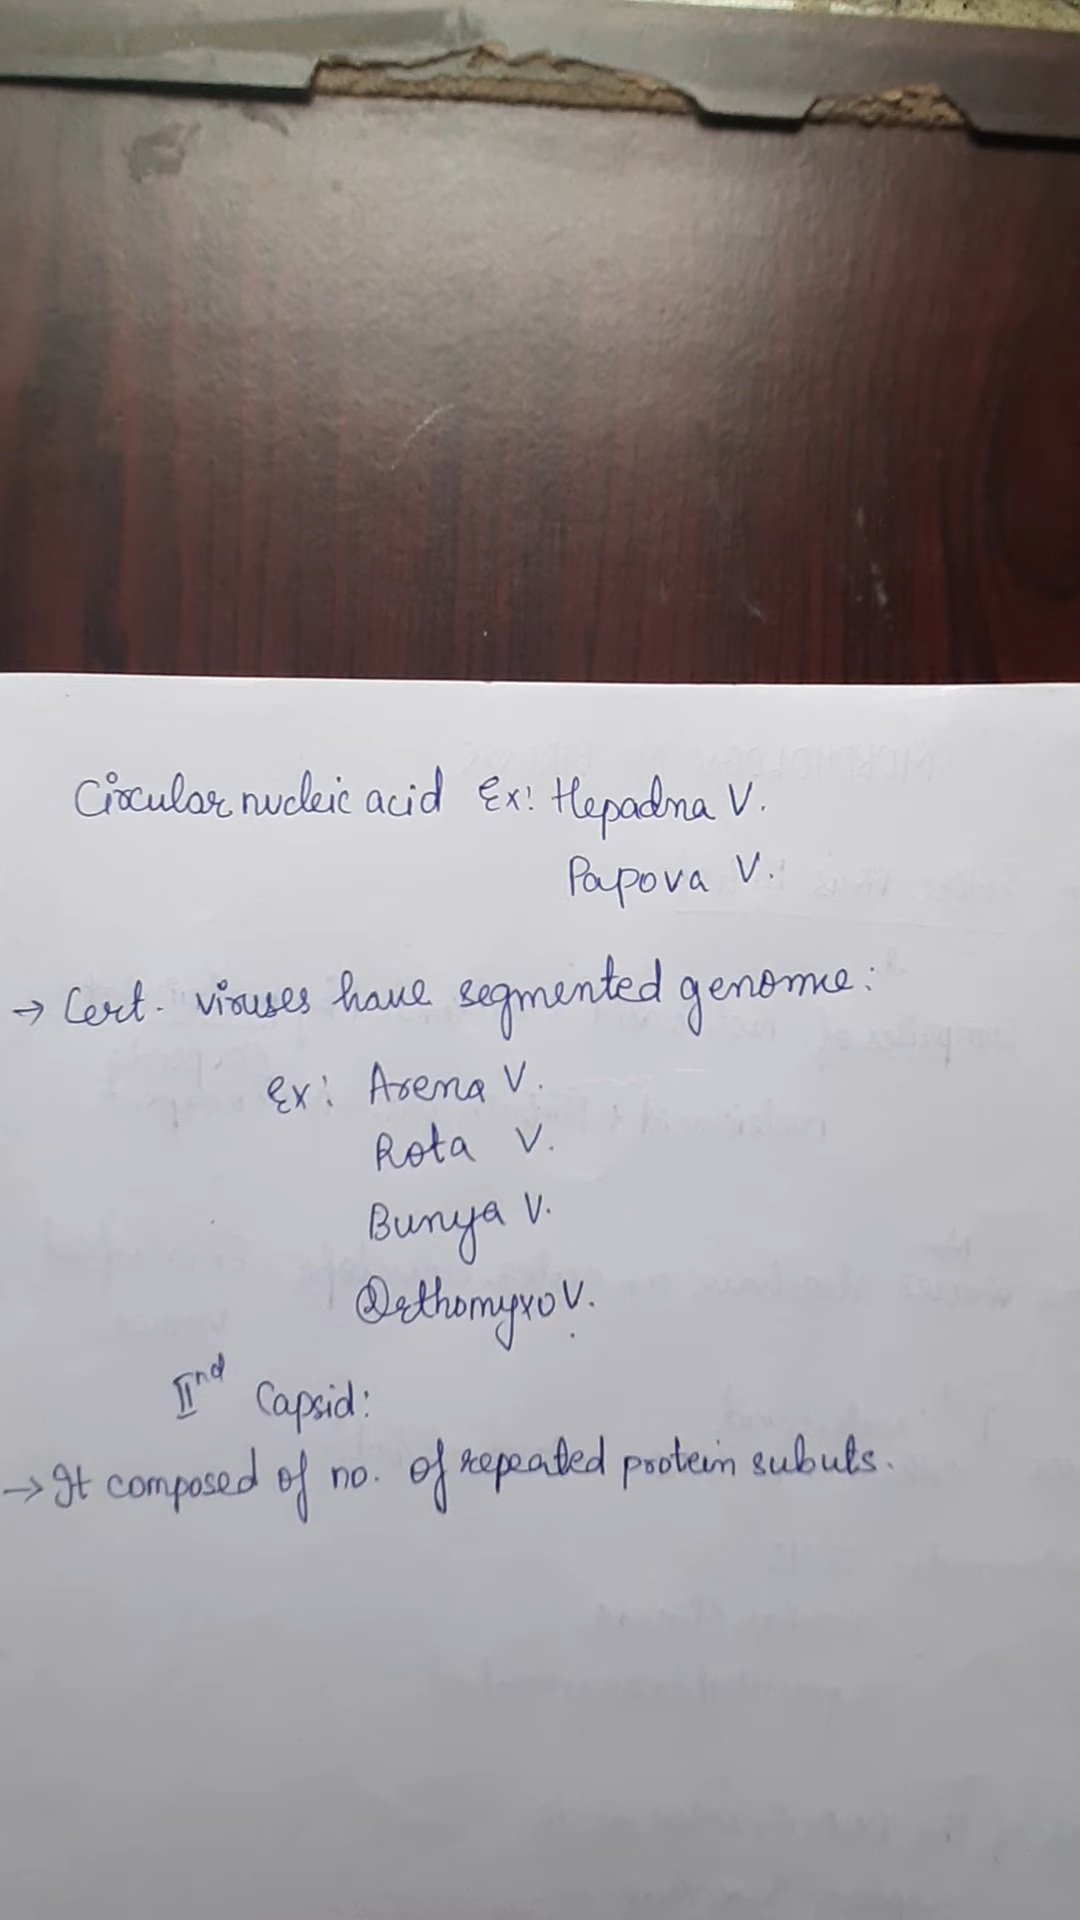 Circular nucleic acid Ex: Hepadna V.
Papova V.
→ Cert. viruses have segmented genome:
Ex: Arena V.
Rota V.
Bunya V.
Orthomyxo V.
IInd Capsid:
→ It composed of no. of repeated protein subuts.